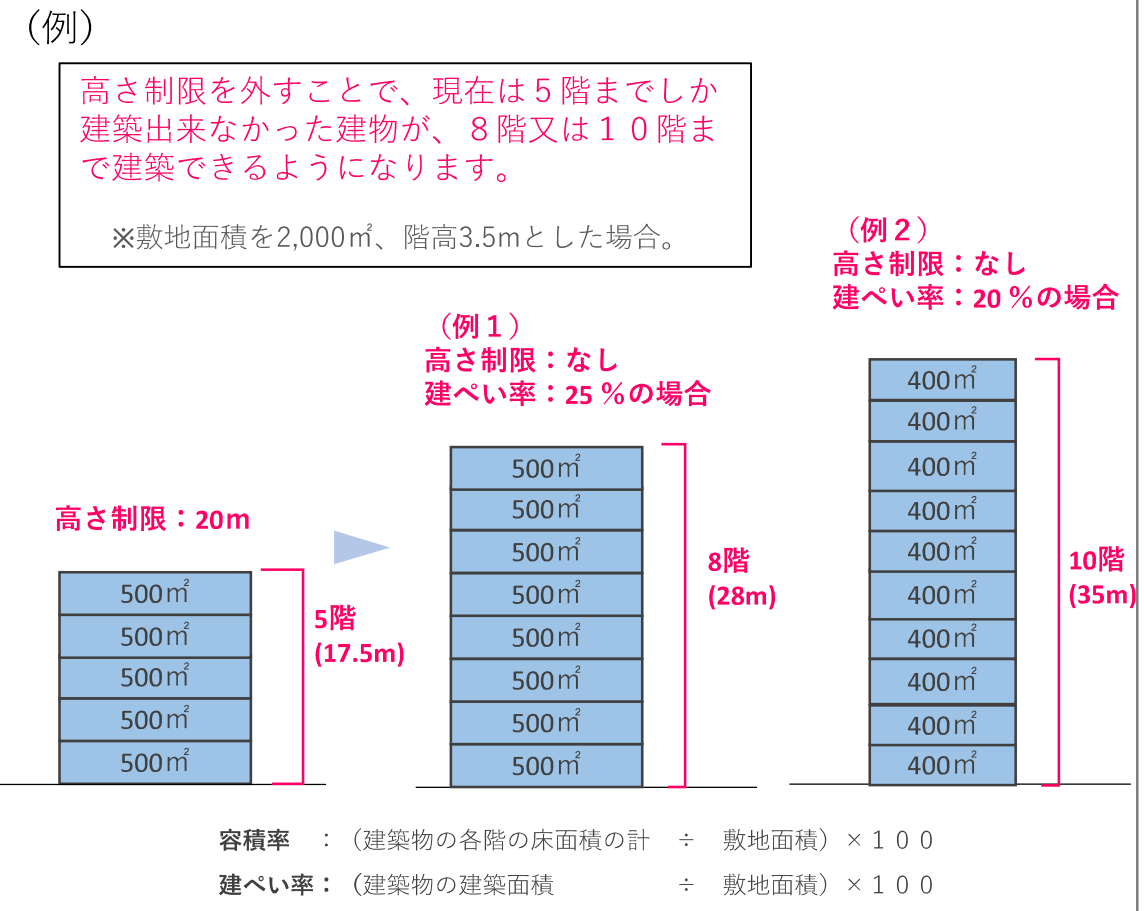 （例）
高さ制限を外すことで、現在は５階までしか
建築出来なかった建物が、８階又は１０階ま
で建築できるようになります。
※敷地面積を2,000㎡、階高3.5mとした場合。
（例２）
高さ制限：なし
建ぺい率：20％の場合
（例１）
高さ制限：なし
建ぺい率：25％の場合
高さ制限：20m
500㎡
500㎡
500㎡
500㎡
500㎡
5階
(17.5m)
500㎡
500㎡
500㎡
500㎡
500㎡
500㎡
500㎡
500㎡
8階
(28m)
400㎡
400㎡
400㎡
400㎡
400㎡
400㎡
400㎡
400㎡
400㎡
400㎡
10階
(35m)
容積率　：（建築物の各階の床面積の計　÷　敷地面積）×１００
建ぺい率：（建築物の建築面積　÷　敷地面積）×１００